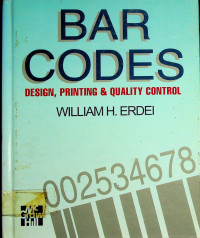 BAR
CODES
DESIGN, PRINTING & QUALITY CONTROL
WILLIAM H. ERDEI
002534678
Mc
Graw
Hill